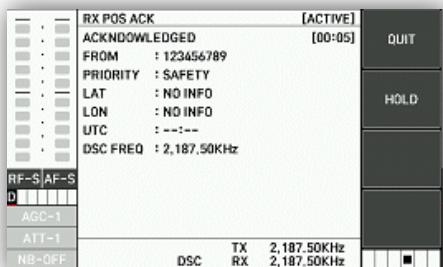 RX POS ACK [ACTIVE]
ACKNDOWLEDGED [00:05]
FROM : 123456789
PRIORITY : SAFETY
LAT : NO INFO
LON : NO INFO
UTC : --:--
DSC FREQ : 2,187.50KHz
QUIT
HOLD
RF-S AF-S
D
AGC-1
ATT-1
NB-OFF
TX 2,187.50KHz
DSC RX 2,187.50KHz